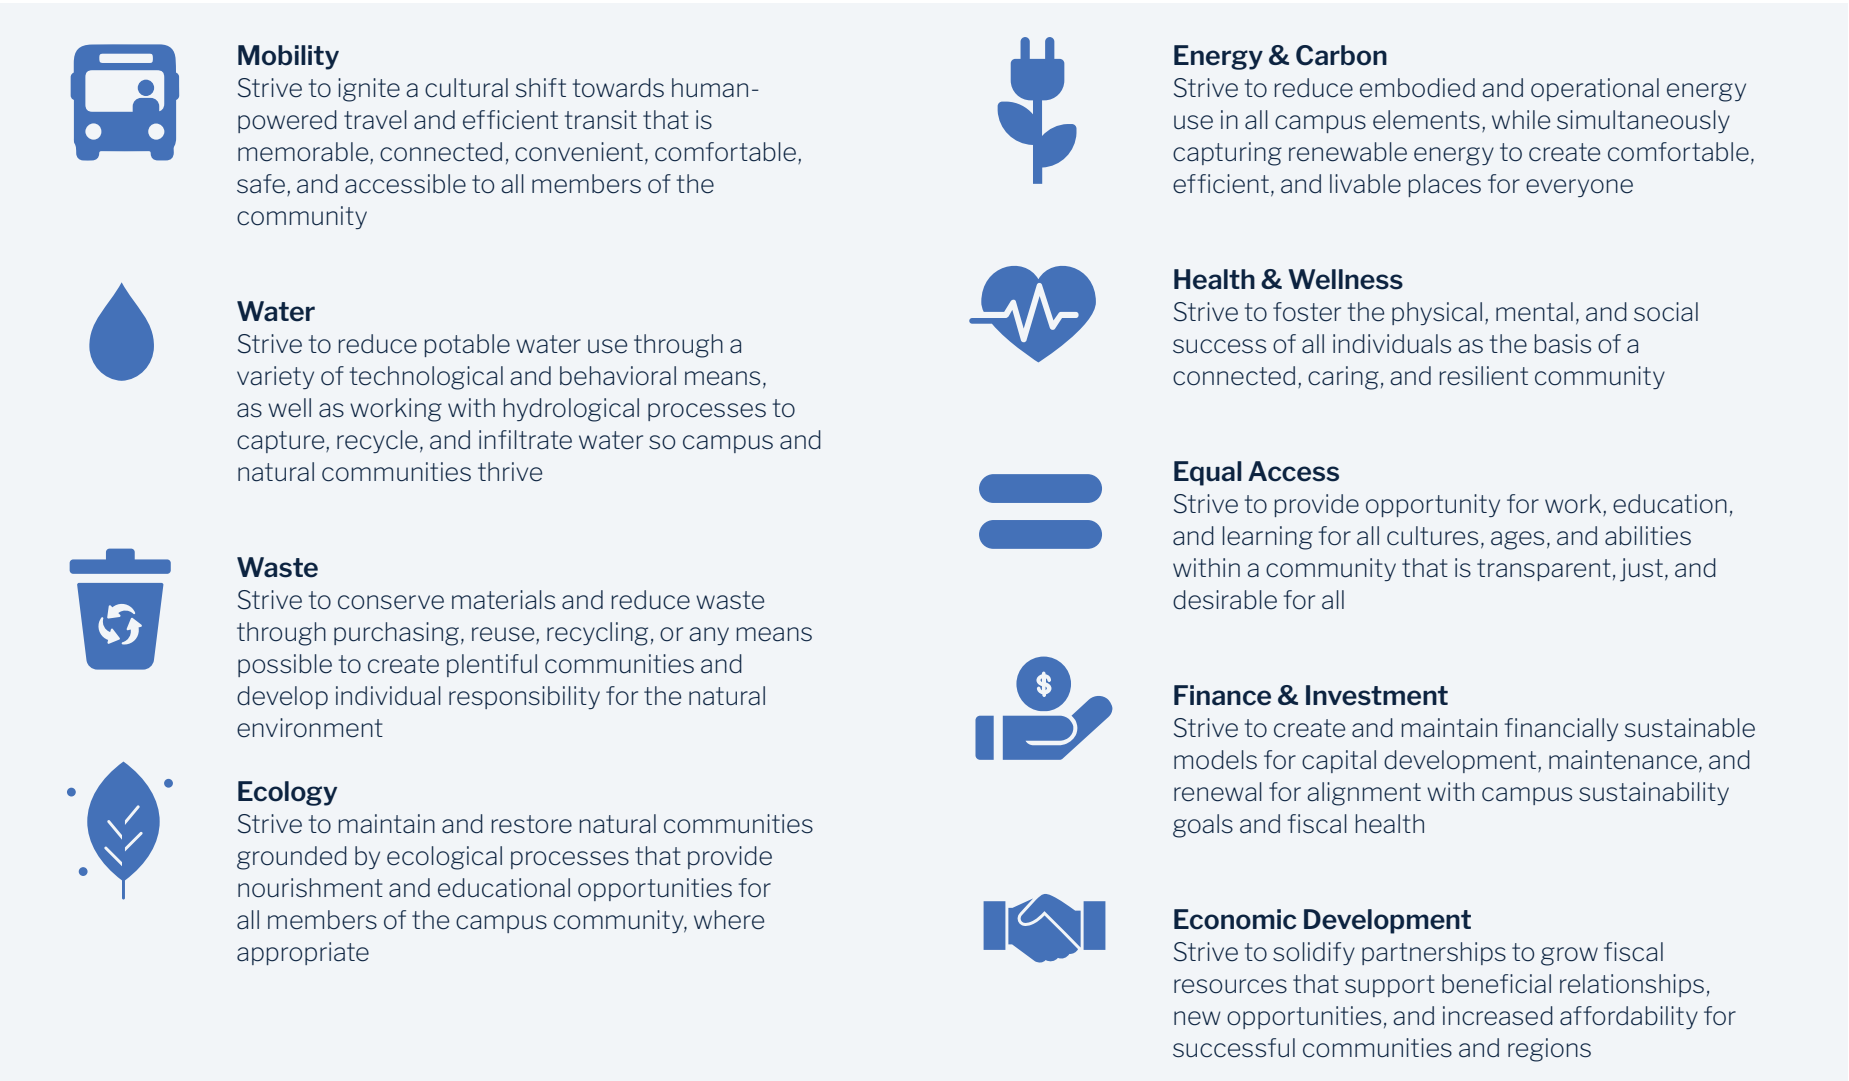 Mobility
Strive to ignite a cultural shift towards human-
powered travel and efficient transit that is
memorable, connected, convenient, comfortable,
safe, and accessible to all members of the
community
Water
Strive to reduce potable water use through a
variety of technological and behavioral means,
as well as working with hydrological processes to
capture, recycle, and infiltrate water so campus and
natural communities thrive
Waste
Strive to conserve materials and reduce waste
through purchasing, reuse, recycling, or any means
possible to create plentiful communities and
develop individual responsibility for the natural
environment
Ecology
Strive to maintain and restore natural communities
grounded by ecological processes that provide
nourishment and educational opportunities for
all members of the campus community, where
appropriate
Energy & Carbon
Strive to reduce embodied and operational energy
use in all campus elements, while simultaneously
capturing renewable energy to create comfortable,
efficient, and livable places for everyone
Health & Wellness
Strive to foster the physical, mental, and social
success of all individuals as the basis of a
connected, caring, and resilient community
Equal Access
Strive to provide opportunity for work, education,
and learning for all cultures, ages, and abilities
within a community that is transparent, just, and
desirable for all
$
Finance & Investment
Strive to create and maintain financially sustainable
models for capital development, maintenance, and
renewal for alignment with campus sustainability
goals and fiscal health
Economic Development
Strive to solidify partnerships to grow fiscal
resources that support beneficial relationships,
new opportunities, and increased affordability for
successful communities and regions